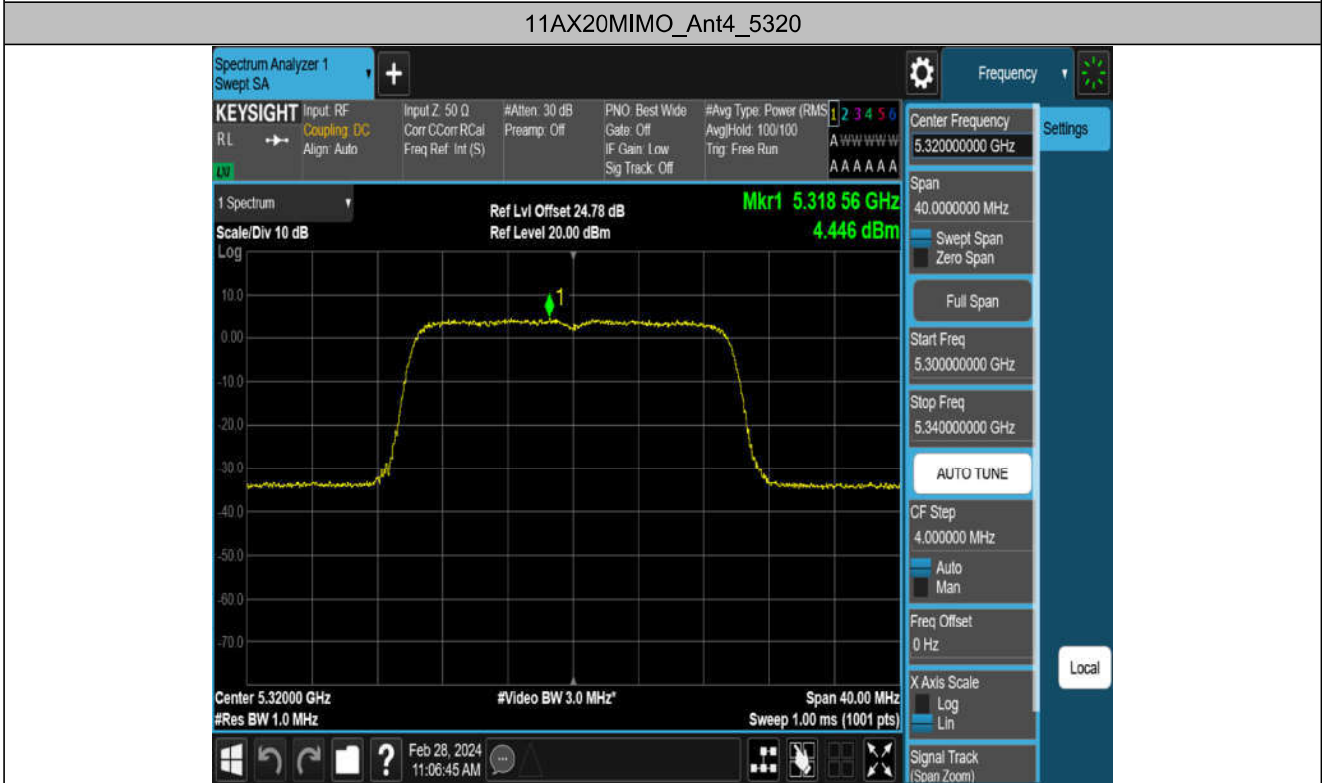 11AX20MIMO_Ant4_5320
Spectrum Analyzer 1
Swept SA
+
Frequency
KEYSIGHT
RL
LXI
Input: RF
Coupling: DC
Align: Auto
Input Z: 50 Ω
Corr CCorr RCal
Freq Ref: Int (S)
#Atten: 30 dB
Preamp: Off
PNO: Best Wide
Gate: Off
IF Gain: Low
Sig Track: Off
#Avg Type: Power (RMS
Avg|Hold: 100/100
Trig: Free Run
1 2 3 4 5 6
A W W W W W
A A A A A A
1 Spectrum
Scale/Div 10 dB
Ref Lvl Offset 24.78 dB
Ref Level 20.00 dBm
Mkr1 5.318 56 GHz
4.446 dBm
Log
1
10.0
0.00
-10.0
-20.0
-30.0
-40.0
-50.0
-60.0
-70.0
Center 5.32000 GHz
#Res BW 1.0 MHz
#Video BW 3.0 MHz*
Span 40.00 MHz
Sweep 1.00 ms (1001 pts)
Feb 28, 2024
11:06:45 AM
?
Center Frequency
5.320000000 GHz
Settings
Span
40.0000000 MHz
Swept Span
Zero Span
Full Span
Start Freq
5.300000000 GHz
Stop Freq
5.340000000 GHz
AUTO TUNE
CF Step
4.000000 MHz
Auto
Man
Freq Offset
0 Hz
Local
X Axis Scale
Log
Lin
Signal Track
(Span Zoom)